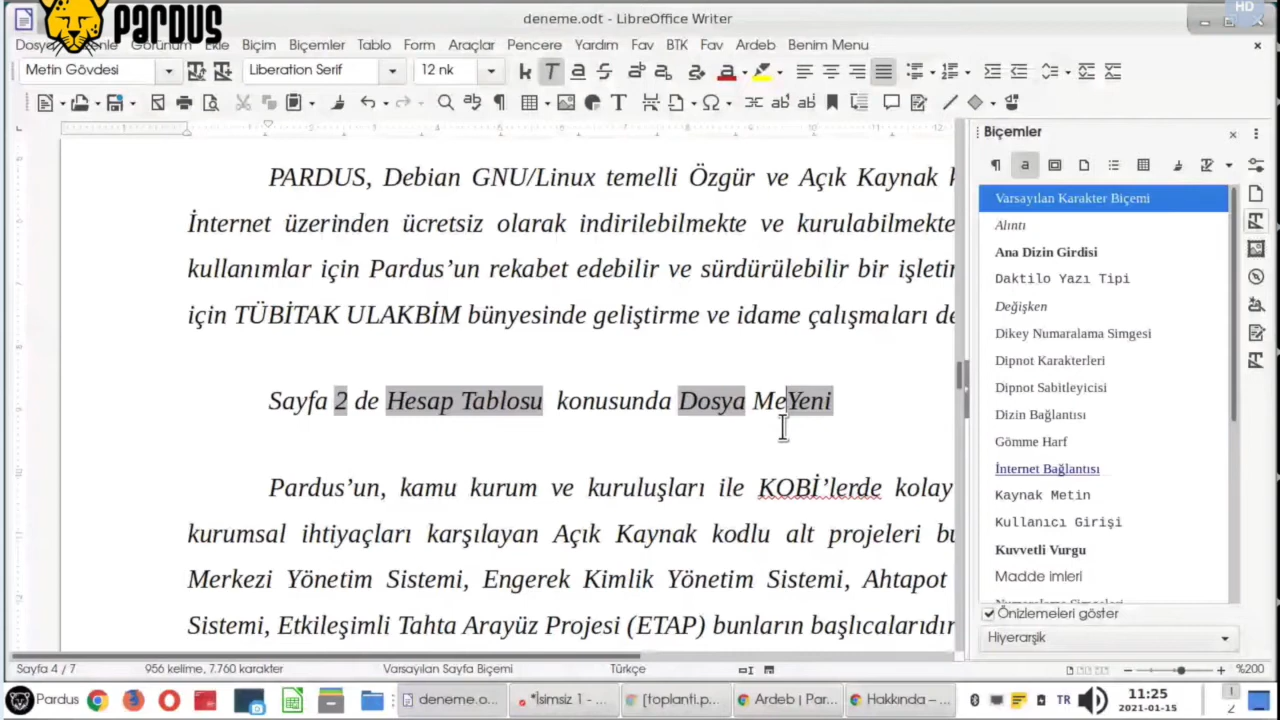 PARDUS
HD
deneme.odt - LibreOffice Writer
Dosya Görünüm Ekle Biçim Biçemler Tablo Form Araçlar Pencere Yardım Fav BTK Fav Ardeb Benim Menu
Metin Gövdesi Liberation Serif 12 nk
PARDUS, Debian GNU/Linux temelli Özgür ve Açık Kaynak k
İnternet üzerinden ücretsiz olarak indirilebilmekte ve kurulabilmekte
kullanımlar için Pardus’un rekabet edebilir ve sürdürülebilir bir işletin
için TÜBİTAK ULAKBİM bünyesinde geliştirme ve idame çalışmaları de
Sayfa 2 de Hesap Tablosu konusunda Dosya MeYeni
Pardus’un, kamu kurum ve kuruluşları ile KOBİ’lerde kolay
kurumsal ihtiyaçları karşılayan Açık Kaynak kodlu alt projeleri bu
Merkezi Yönetim Sistemi, Engerek Kimlik Yönetim Sistemi, Ahtapot
Sistemi, Etkileşimli Tahta Arayüz Projesi (ETAP) bunların başlıcalarıdır
Biçemler
Varsayılan Karakter Biçemi
Alıntı
Ana Dizin Girdisi
Daktilo Yazı Tipi
Değişken
Dikey Numaralama Simgesi
Dipnot Karakterleri
Dipnot Sabitleyicisi
Dizin Bağlantısı
Gömme Harf
İnternet Bağlantısı
Kaynak Metin
Kullanıcı Girişi
Kuvvetli Vurgu
Madde imleri
Önizlemeleri göster
Hiyerarşik
Sayfa 4 / 7 956 kelime, 7.760 karakter Varsayılan Sayfa Biçemi Türkçe %200
Pardus deneme.o... *İsimsiz 1 - ... [toplanti.p... Ardeb | Par... Hakkında – ... TR 11:25 1
2021-01-15 2